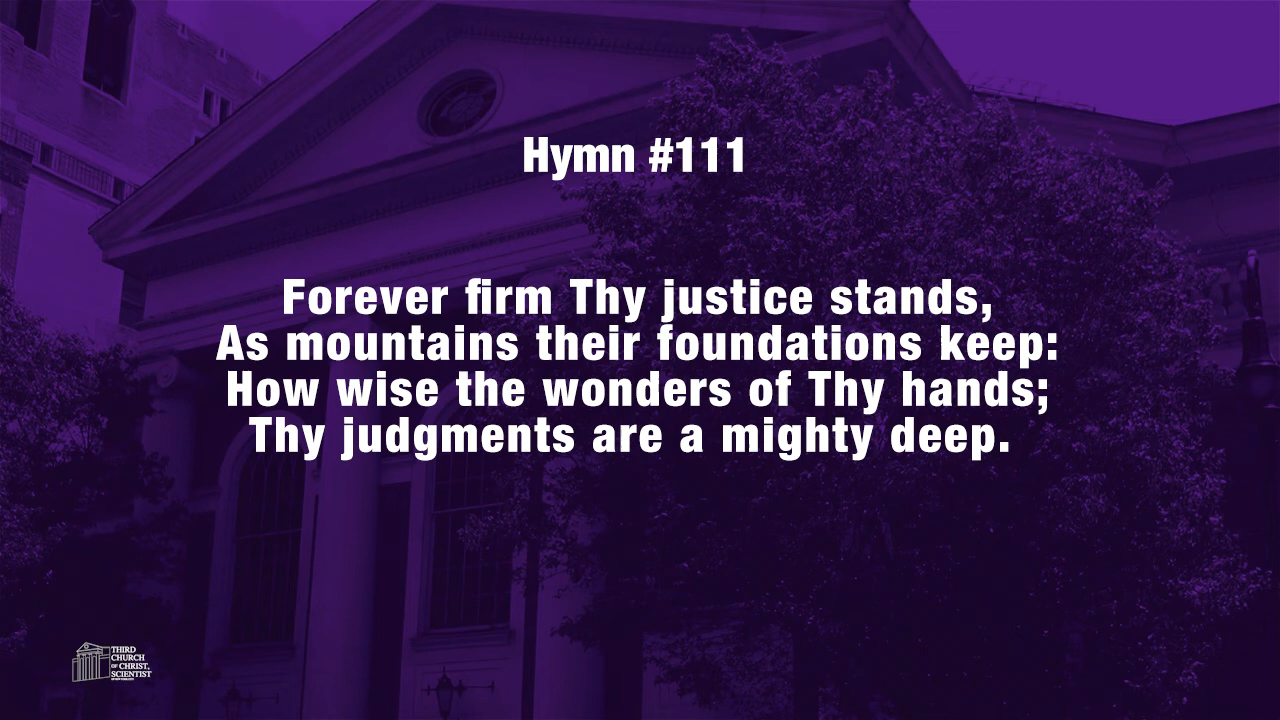 Hymn #111
Forever firm Thy justice stands,
As mountains their foundations keep:
How wise the wonders of Thy hands;
Thy judgments are a mighty deep.
THIRD
CHURCH
OF CHRIST,
SCIENTIST